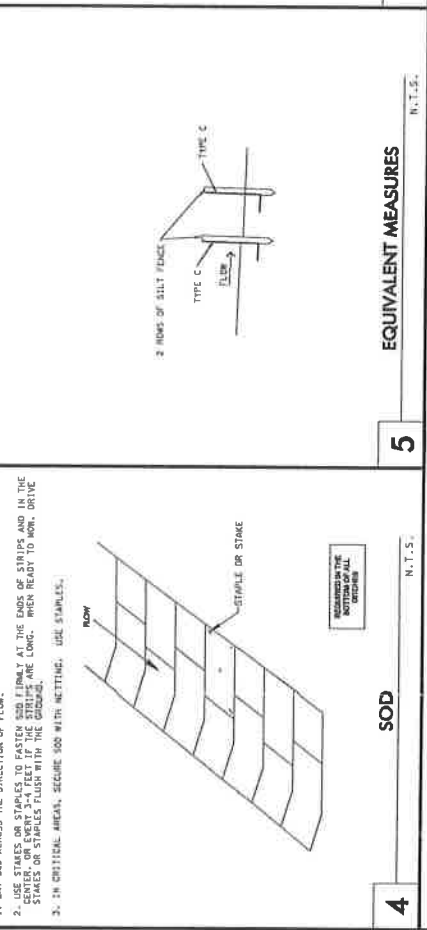 1. LAY SOD ACROSS THE DIRECTION OF FLOW.
2. USE STAKES OR STAPLES TO FASTEN SOD FIRMLY AT THE ENDS OF STRIPS AND IN THE
CENTER, OR EVERY 3-4 FEET IF THE STRIPS ARE LONG. WHEN READY TO MOW, DRIVE
STAKES OR STAPLES FLUSH WITH THE GROUND.
3. IN CRITICAL AREAS, SECURE SOD WITH NETTING. USE STAPLES.
FLOW
STAPLE OR STAKE
REQUIRED IN THE
BOTTOM OF ALL
DITCHES
4
SOD
N.T.S.
2 ROWS OF SILT FENCE
TYPE C
TYPE C
FLOW
5
EQUIVALENT MEASURES
N.T.S.